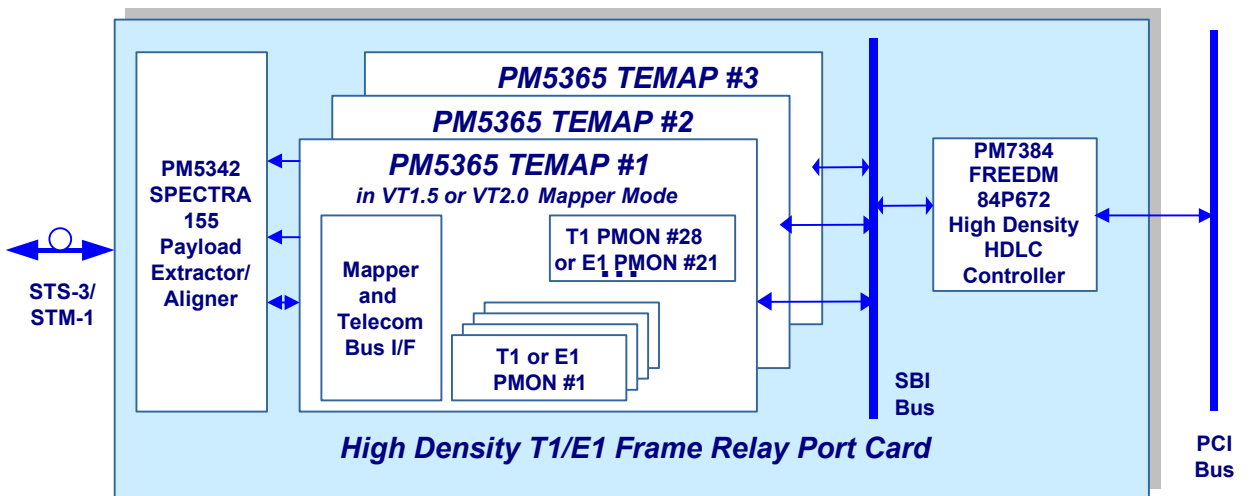 PM5365 TEMAP #3
PM5365 TEMAP #2
PM5365 TEMAP #1
in VT1.5 or VT2.0 Mapper Mode
PM5342
SPECTRA
155
Payload
Extractor/
Aligner
STS-3/
STM-1
Mapper
and
Telecom
Bus I/F
T1 PMON #28
or E1 PMON #21
...
T1 or E1
PMON #1
PM7384
FREEDM
84P672
High Density
HDLC
Controller
SBI
Bus
PCI
Bus
High Density T1/E1 Frame Relay Port Card